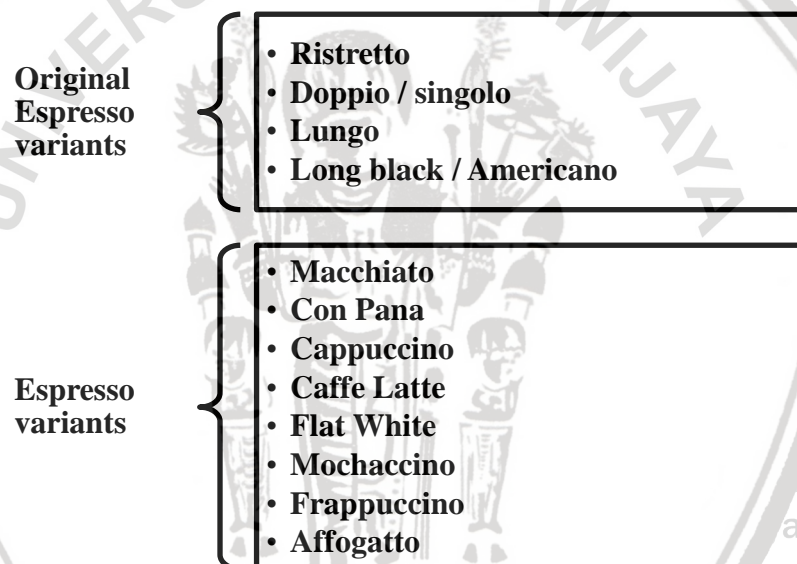 Original
Espresso
variants
• Ristretto
• Doppio / singolo
• Lungo
• Long black / Americano
Espresso
variants
• Macchiato
• Con Pana
• Cappuccino
• Caffe Latte
• Flat White
• Mochaccino
• Frappuccino
• Affogatto